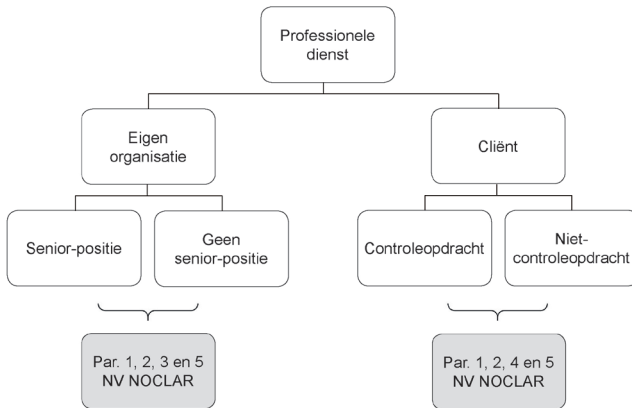 Professionele
dienst
Eigen
organisatie
Cliënt
Senior-positie
Geen
senior-positie
Controleopdracht
Niet-
controleopdracht
Par. 1, 2, 3 en 5
NV NOCLAR
Par. 1, 2, 4 en 5
NV NOCLAR